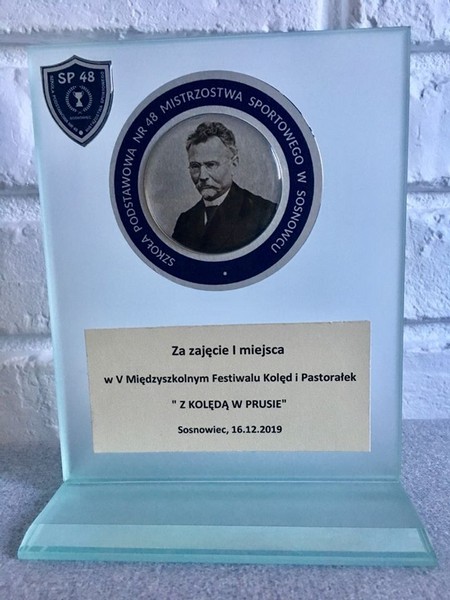 SP 48
SZKOŁA PODSTAWOWA NR 48 MISTRZOSTWA SPORTOWEGO W SOSNOWCU
Za zajęcie I miejsca
w V Międzyszkolnym Festiwalu Kolęd i Pastorałek
" Z KOLĘDĄ W PRUSIE"
Sosnowiec, 16.12.2019